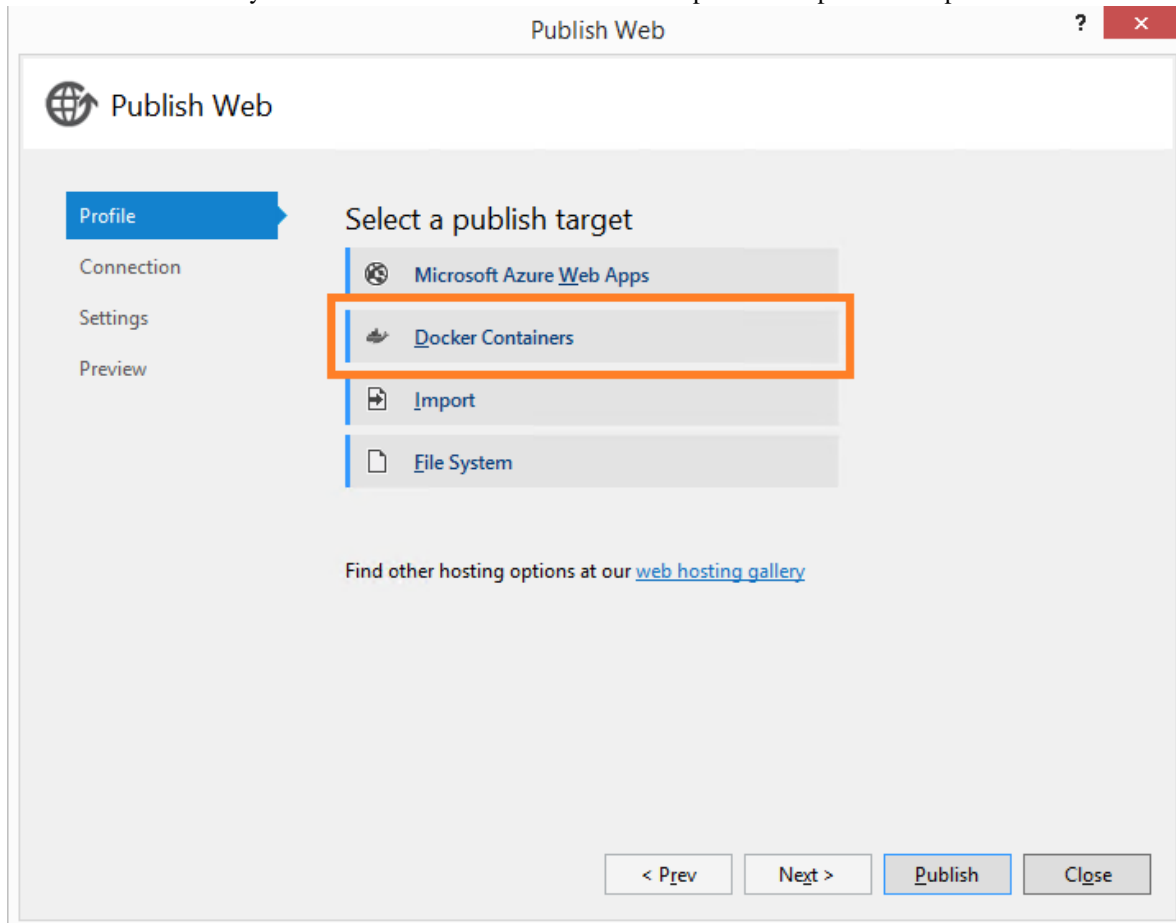 Publish Web
?
×
Publish Web
Profile
Connection
Settings
Preview
Select a publish target
Microsoft Azure Web Apps
Docker Containers
Import
File System
Find other hosting options at our web hosting gallery
< Prev
Next >
Publish
Close